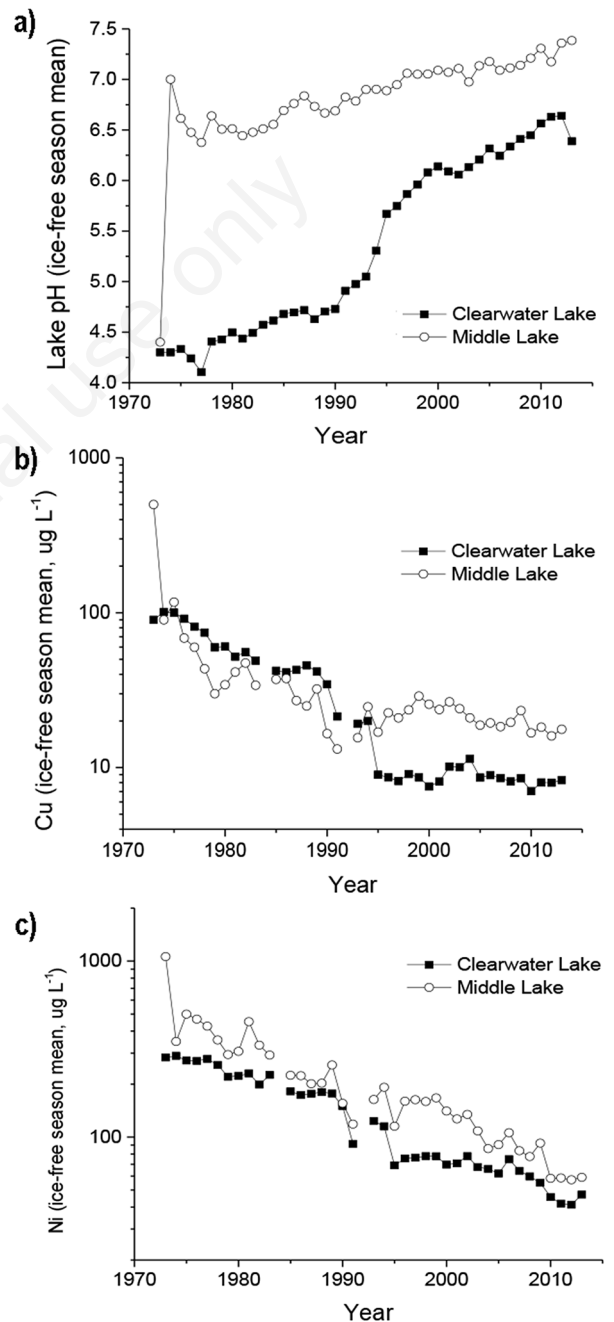 a)
7.5
7.0
6.5
6.0
5.5
5.0
4.5
4.0
Lake pH (ice-free season mean)
Clearwater Lake
Middle Lake
1970 1980 1990 2000 2010
Year
b)
1000
100
10
Cu (ice-free season mean, ug L⁻¹)
Clearwater Lake
Middle Lake
1970 1980 1990 2000 2010
Year
c)
1000
100
Ni (ice-free season mean, ug L⁻¹)
Clearwater Lake
Middle Lake
1970 1980 1990 2000 2010
Year
use only